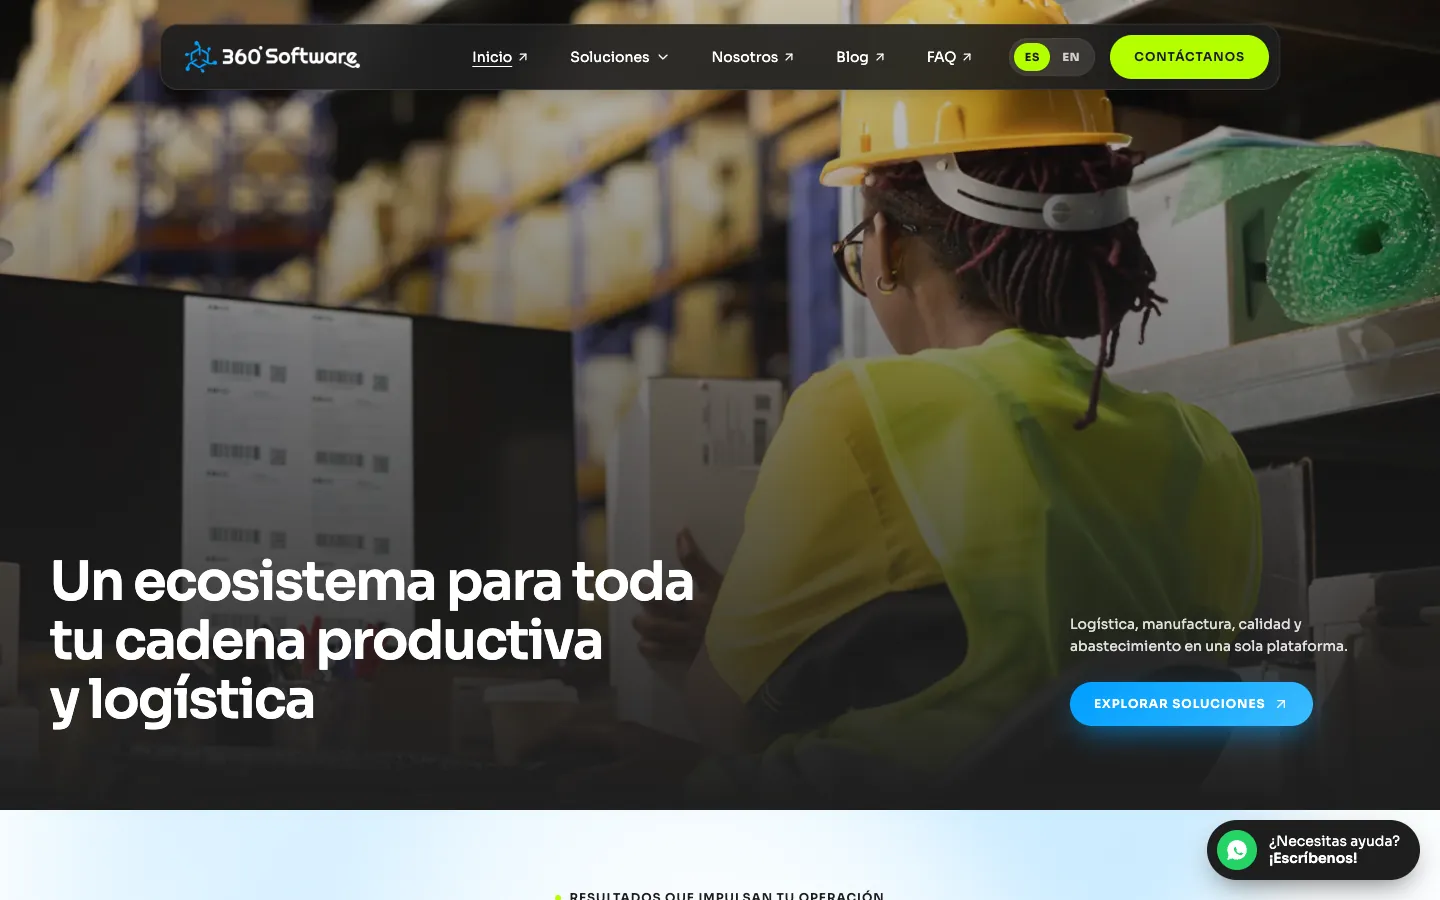 360° Software
Inicio
Soluciones
Nosotros
Blog
FAQ
ES
EN
CONTÁCTANOS
Un ecosistema para toda
tu cadena productiva
y logística
Logística, manufactura, calidad y
abastecimiento en una sola plataforma.
EXPLORAR SOLUCIONES
¿Necesitas ayuda?
¡Escríbenos!
RESULTADOS QUE IMPULSAN TU OPERACIÓN